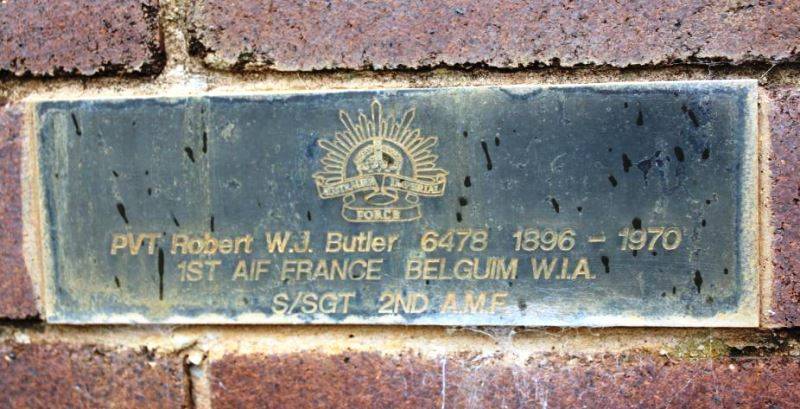 AUSTRALIAN IMPERIAL
FORCE
PVT Robert W.J. Butler 6478 1896 - 1970
1ST AIF FRANCE BELGUIM W.I.A.
S/SGT 2ND A.M.F.